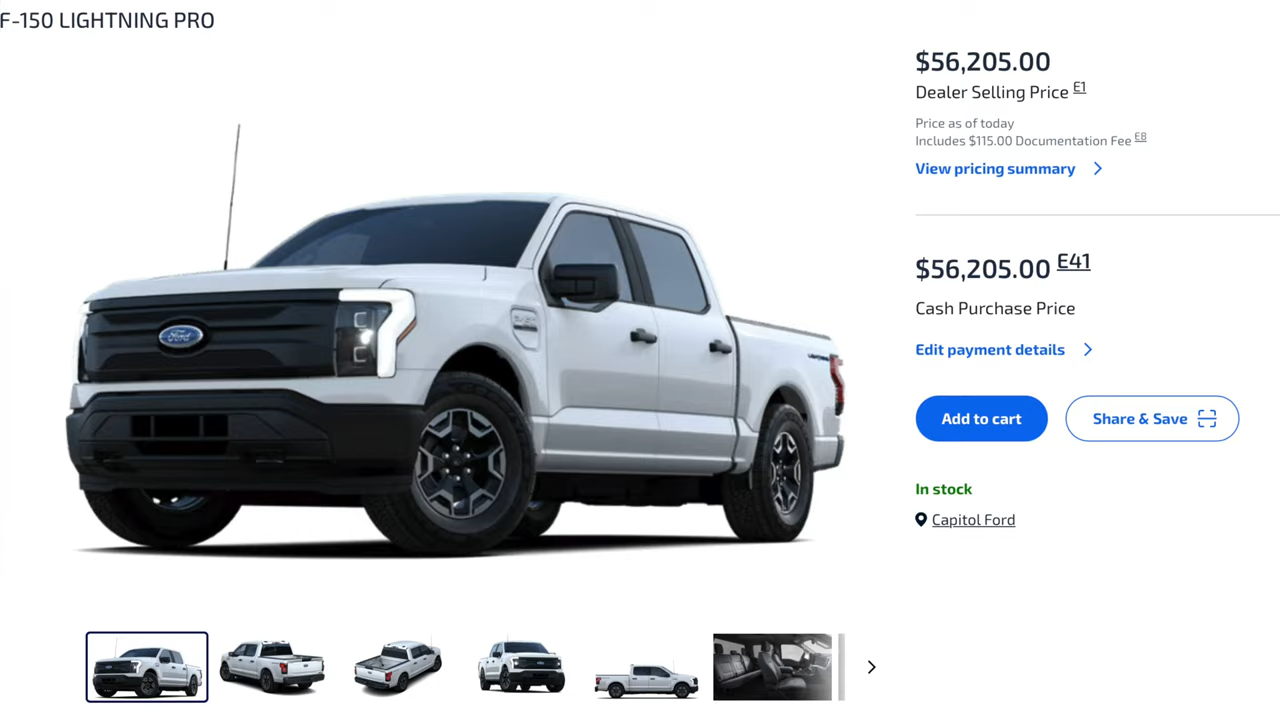 F-150 LIGHTNING PRO
$56,205.00
Dealer Selling Price E1
Price as of today
Includes $115.00 Documentation Fee E8
View pricing summary
$56,205.00 E41
Cash Purchase Price
Edit payment details
Add to cart
Share & Save
In stock
Capitol Ford
Ford